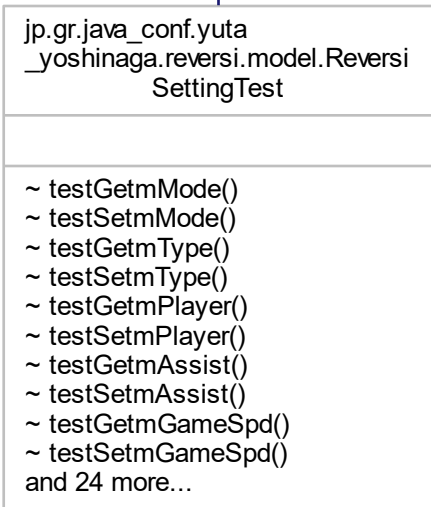 jp.gr.java_conf.yuta
_yoshinaga.reversi.model.Reversi
SettingTest
~ testGetmMode()
~ testSetmMode()
~ testGetmType()
~ testSetmType()
~ testGetmPlayer()
~ testSetmPlayer()
~ testGetmAssist()
~ testSetmAssist()
~ testGetmGameSpd()
~ testSetmGameSpd()
and 24 more...